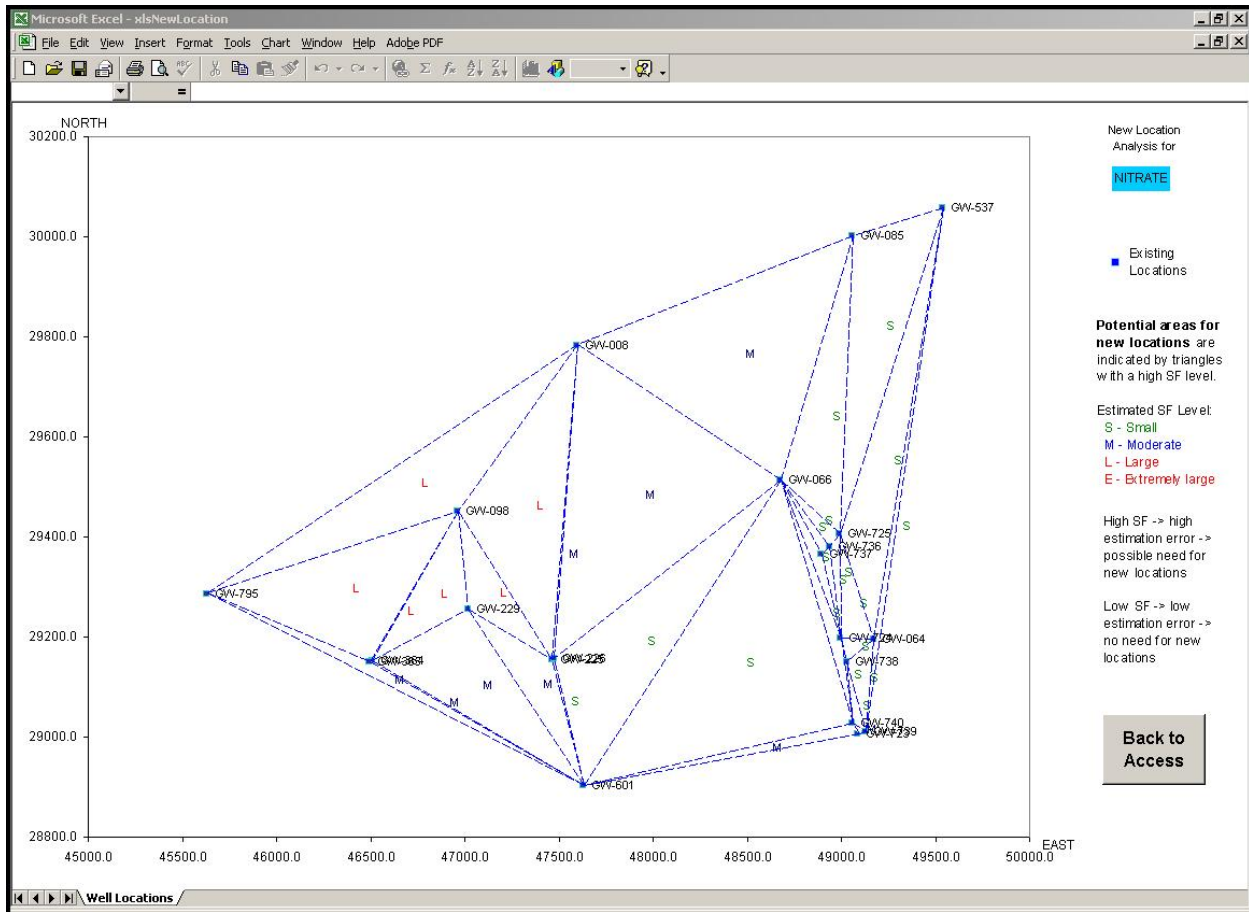 Microsoft Excel - xlsNewLocation
File Edit View Insert Format Tools Chart Window Help Adobe PDF
=
NORTH
30200.0
30000.0
29800.0
29600.0
29400.0
29200.0
29000.0
28800.0
45000.0 45500.0 46000.0 46500.0 47000.0 47500.0 48000.0 48500.0 49000.0 49500.0 50000.0
EAST
GW-537
GW-085
S
GW-008
M
S
GW-066
S
L
M
L
GW-098
S
S
S
GW-725
GW-736
M
GW-737
S
S
S
L
GW-795
L
L
S
L
GW-229
S
GW-064
S
S
GW-738
M
S
S
M
M
M
S
S
GW-740
GW-739
M
GW-601
New Location
Analysis for
NITRATE
Existing
Locations
Potential areas for
new locations are
indicated by triangles
with a high SF level.
Estimated SF Level:
S - Small
M - Moderate
L - Large
E - Extremely large
High SF -> high
estimation error ->
possible need for
new locations
Low SF -> low
estimation error ->
no need for new
locations
Back to
Access
Well Locations